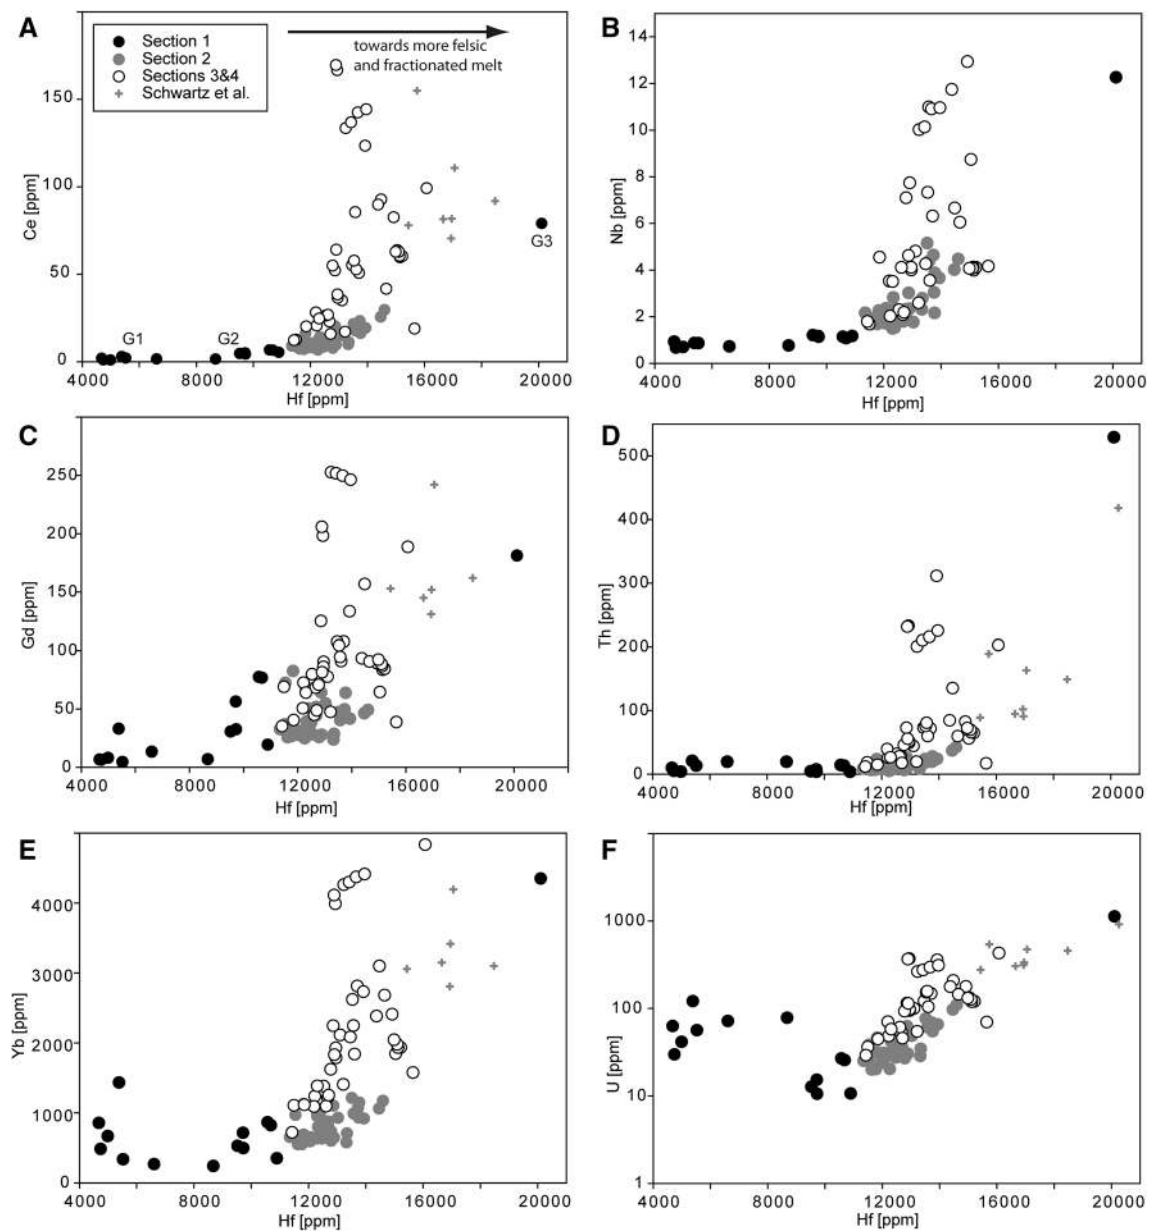 A
Section 1
Section 2
Sections 3&4
Schwartz et al.
towards more felsic
and fractionated melt
150
100
50
0
Ce [ppm]
G1
G2
G3
4000
8000
12000
16000
20000
Hf [ppm]
B
14
12
10
8
6
4
2
0
Nb [ppm]
4000
8000
12000
16000
20000
Hf [ppm]
C
250
200
150
100
50
0
Gd [ppm]
4000
8000
12000
16000
20000
Hf [ppm]
D
500
400
300
200
100
0
Th [ppm]
4000
8000
12000
16000
20000
Hf [ppm]
E
4000
3000
2000
1000
0
Yb [ppm]
4000
8000
12000
16000
20000
Hf [ppm]
F
1000
100
10
1
U [ppm]
4000
8000
12000
16000
20000
Hf [ppm]